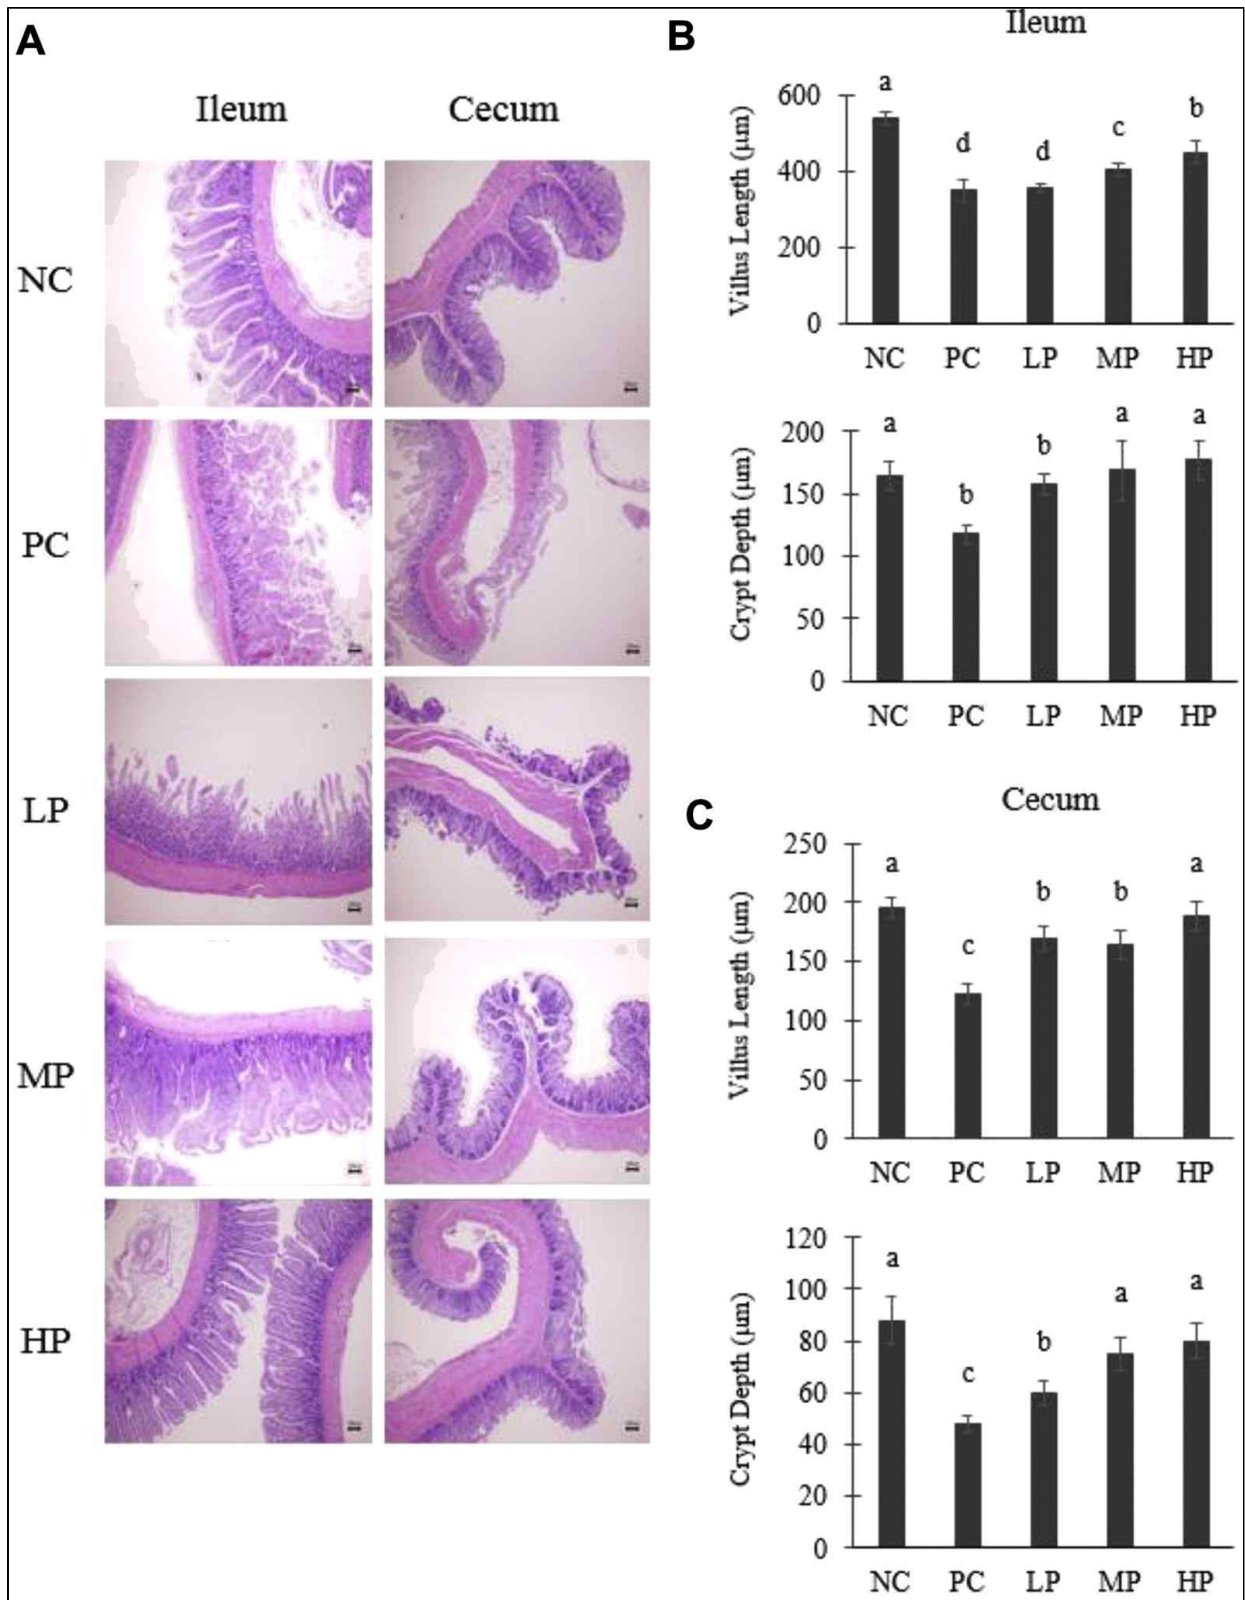 A
Ileum Cecum
NC
PC
LP
MP
HP
B
Ileum
Villus Length (µm)
600
400
200
0
a d d c b
NC PC LP MP HP
Crypt Depth (µm)
200
150
100
50
0
a b b a a
NC PC LP MP HP
C
Cecum
Villus Length (µm)
250
200
150
100
50
0
a c b b a
NC PC LP MP HP
Crypt Depth (µm)
120
100
80
60
40
20
0
a c b a a
NC PC LP MP HP